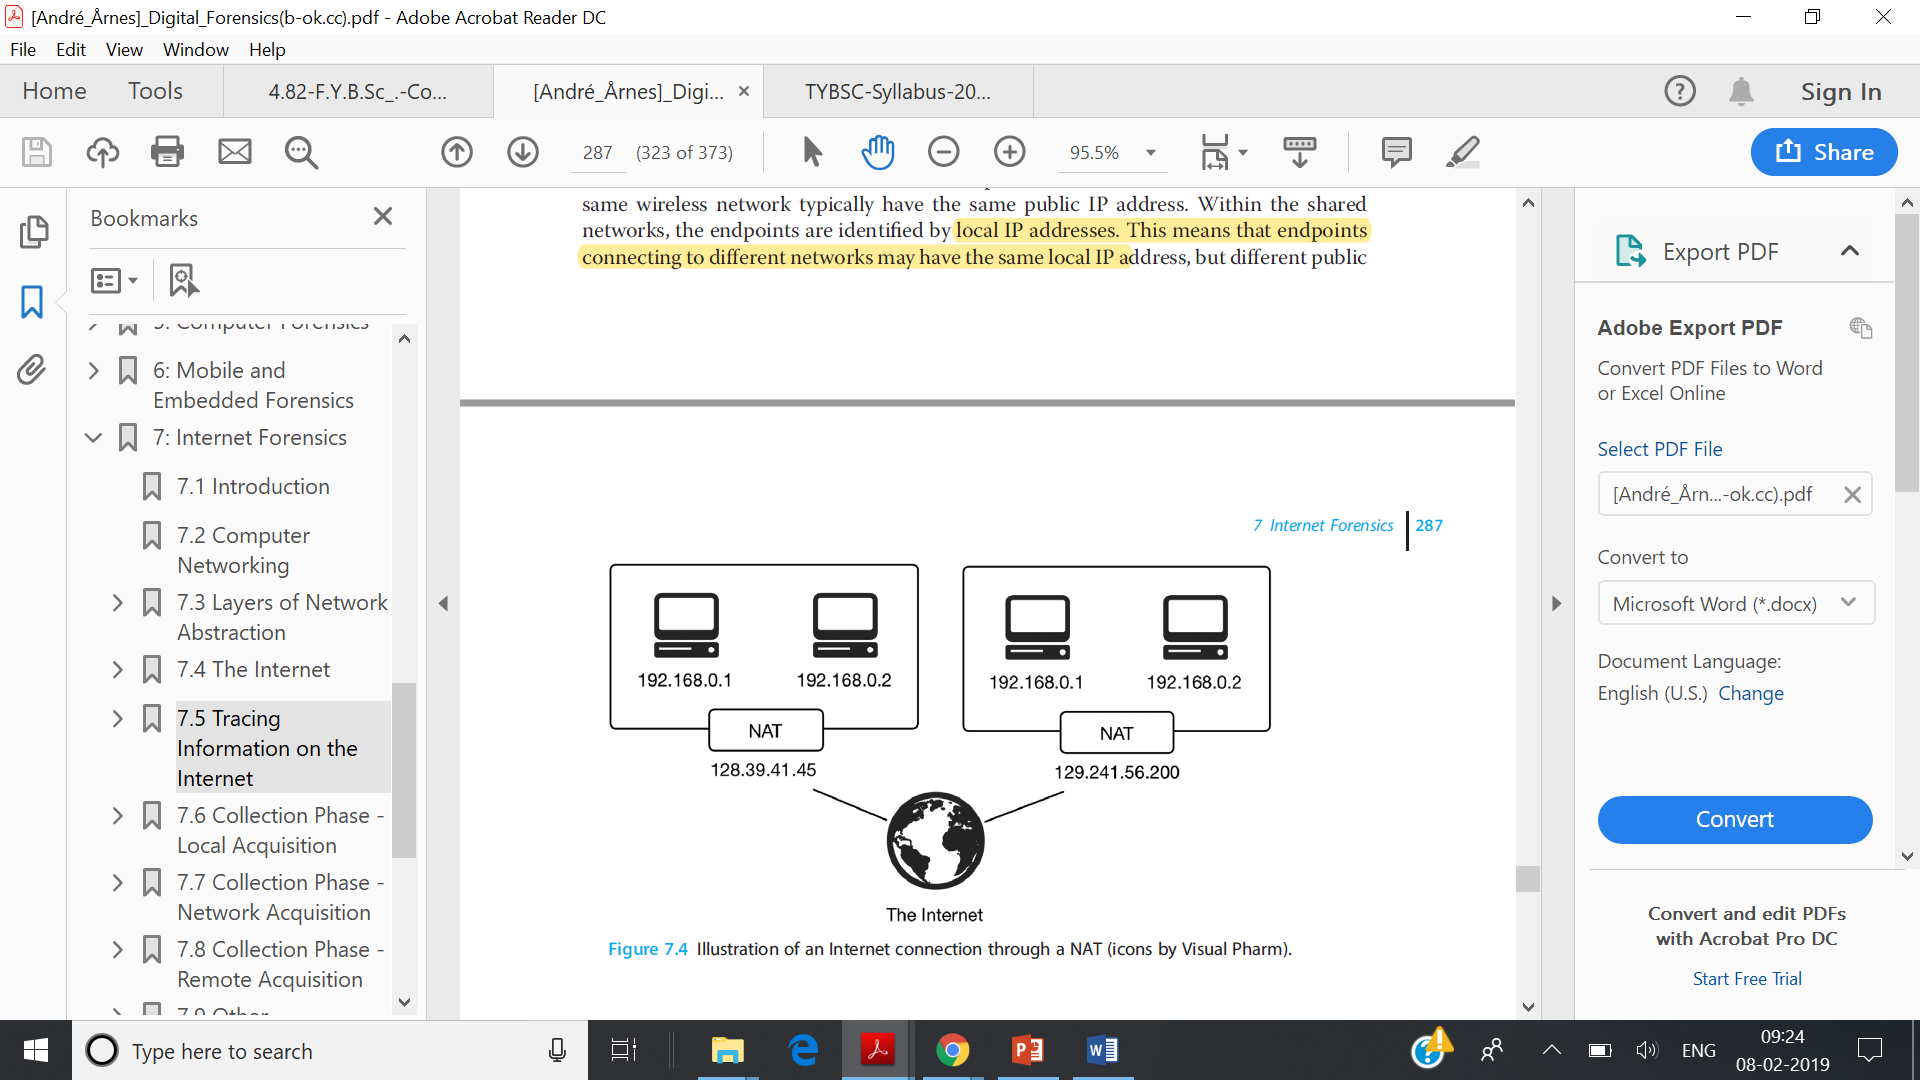 [André_Årnes]_Digital_Forensics(b-ok.cc).pdf - Adobe Acrobat Reader DC
File Edit View Window Help
Home Tools 4.82-F.Y.B.Sc_.-Co... [André_Årnes]_Digi... TYBSC-Syllabus-20... Sign In
287 (323 of 373) 95.5% Share
Bookmarks
5: Computer Forensics
6: Mobile and
Embedded Forensics
7: Internet Forensics
7.1 Introduction
7.2 Computer
Networking
7.3 Layers of Network
Abstraction
7.4 The Internet
7.5 Tracing
Information on the
Internet
7.6 Collection Phase -
Local Acquisition
7.7 Collection Phase -
Network Acquisition
7.8 Collection Phase -
Remote Acquisition
7.9 Other
same wireless network typically have the same public IP address. Within the shared
networks, the endpoints are identified by local IP addresses. This means that endpoints
connecting to different networks may have the same local IP address, but different public
7 Internet Forensics 287
192.168.0.1 192.168.0.2 192.168.0.1 192.168.0.2
NAT NAT
128.39.41.45 129.241.56.200
The Internet
Figure 7.4 Illustration of an Internet connection through a NAT (icons by Visual Pharm).
Export PDF
Adobe Export PDF
Convert PDF Files to Word
or Excel Online
Select PDF File
[André_Årn...-ok.cc).pdf
Convert to
Microsoft Word (*.docx)
Document Language:
English (U.S.) Change
Convert
Convert and edit PDFs
with Acrobat Pro DC
Start Free Trial
Type here to search
ENG
09:24
08-02-2019